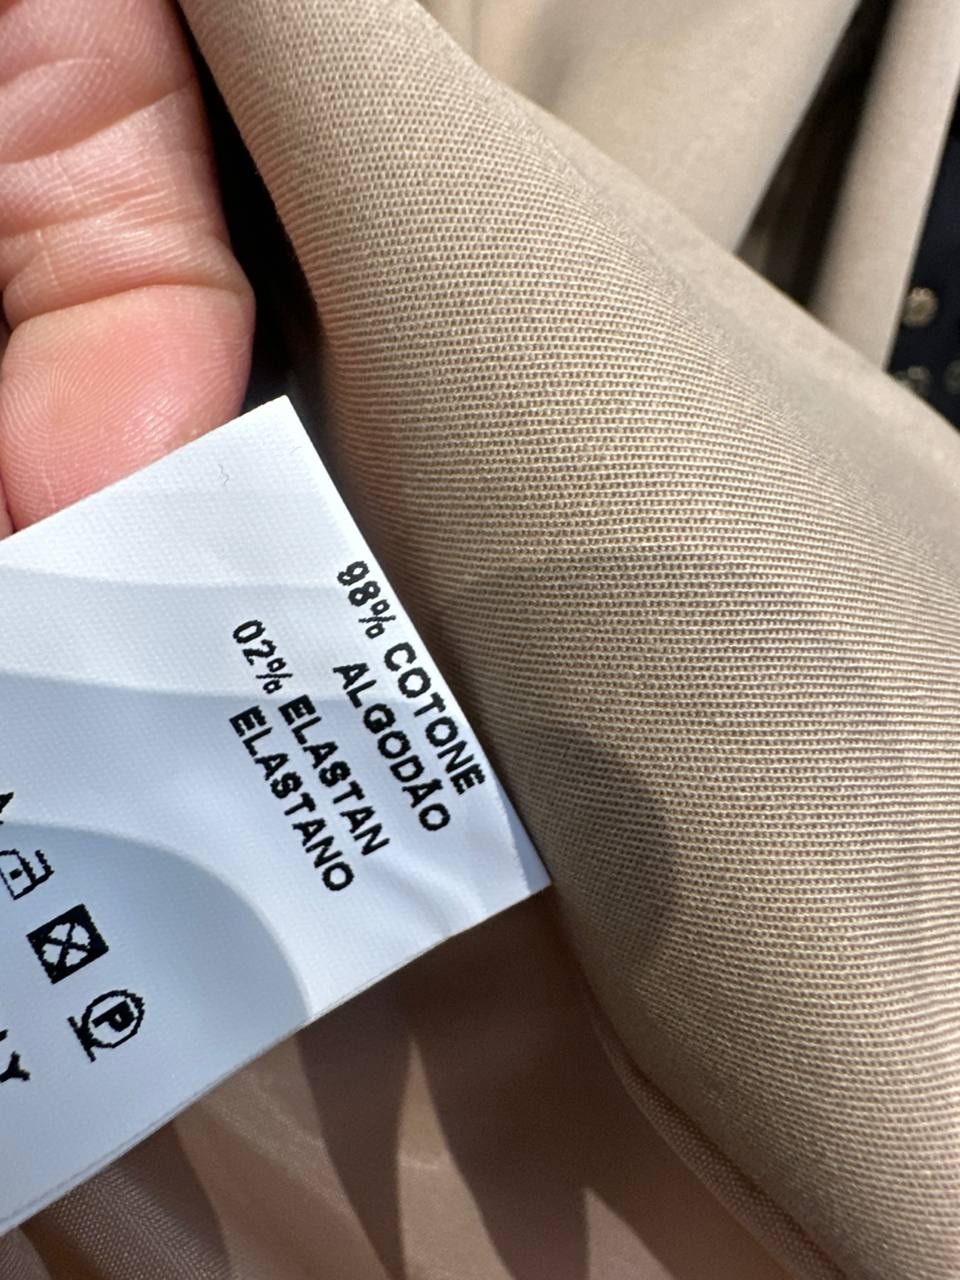 98% COTONE
ALGODÃO
02% ELASTAN
ELASTANO
P